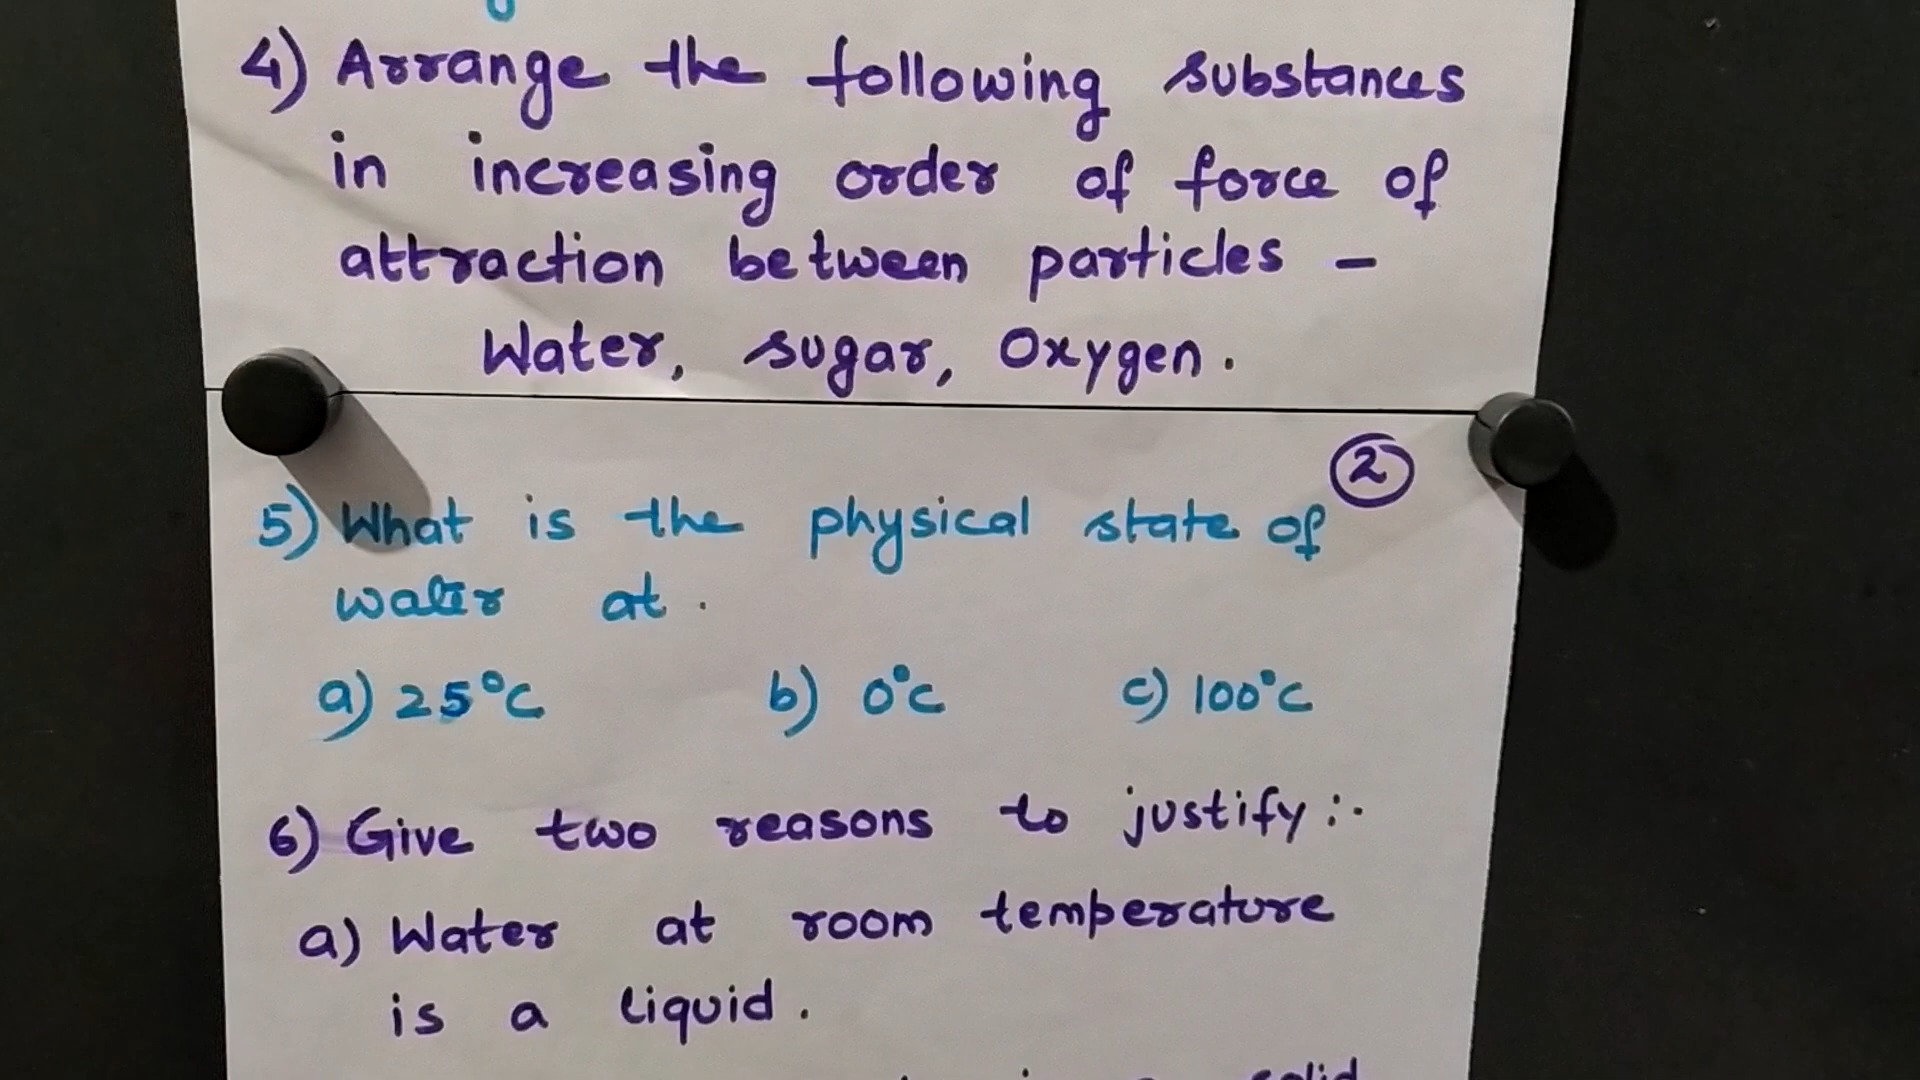 4) Arrange the following substances
in increasing order of force of
attraction between particles -
Water, sugar, Oxygen.
2
5) What is the physical state of
water at.
a) 25°C b) 0°C c) 100°C
6) Give two reasons to justify :-
a) Water at room temperature
is a liquid.
solid